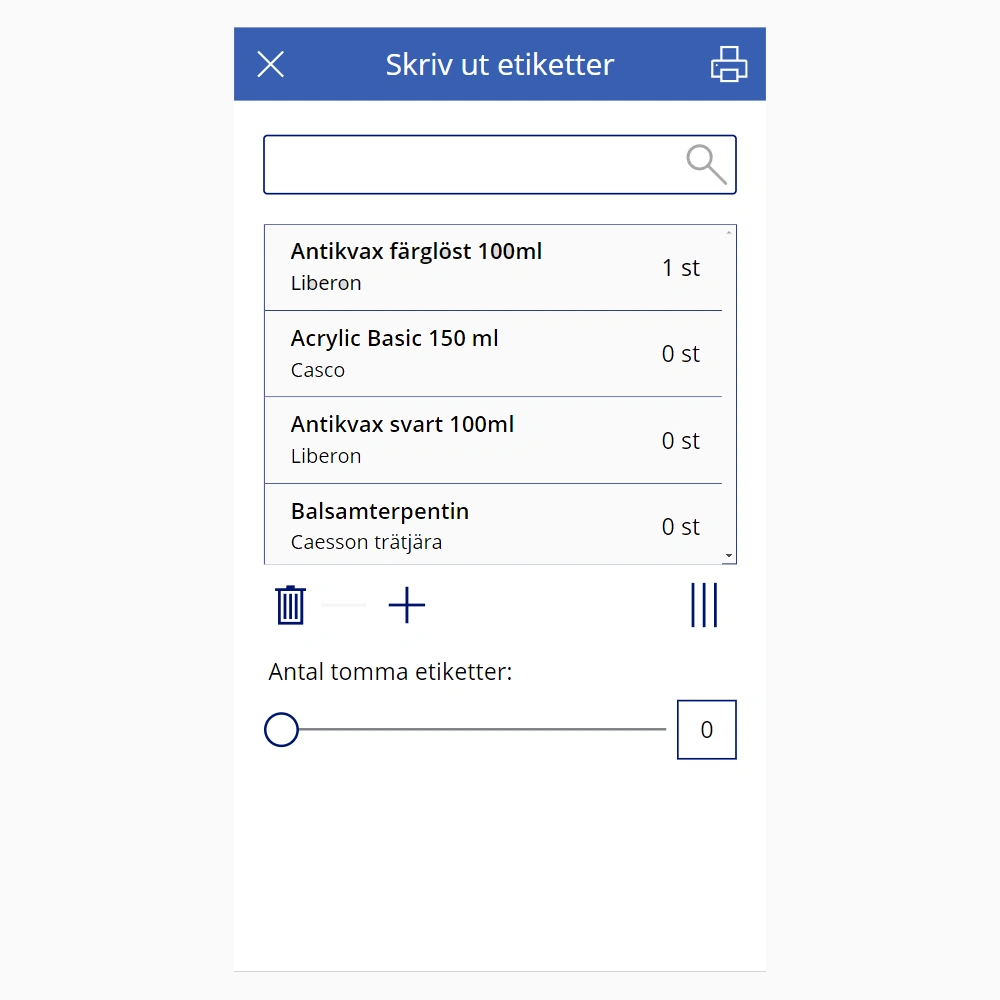 Skriv ut etiketter
Antikvax färglöst 100ml
Liberon
1 st
Acrylic Basic 150 ml
Casco
0 st
Antikvax svart 100ml
Liberon
0 st
Balsamterpentin
Caesson trätjära
0 st
Antal tomma etiketter:
0